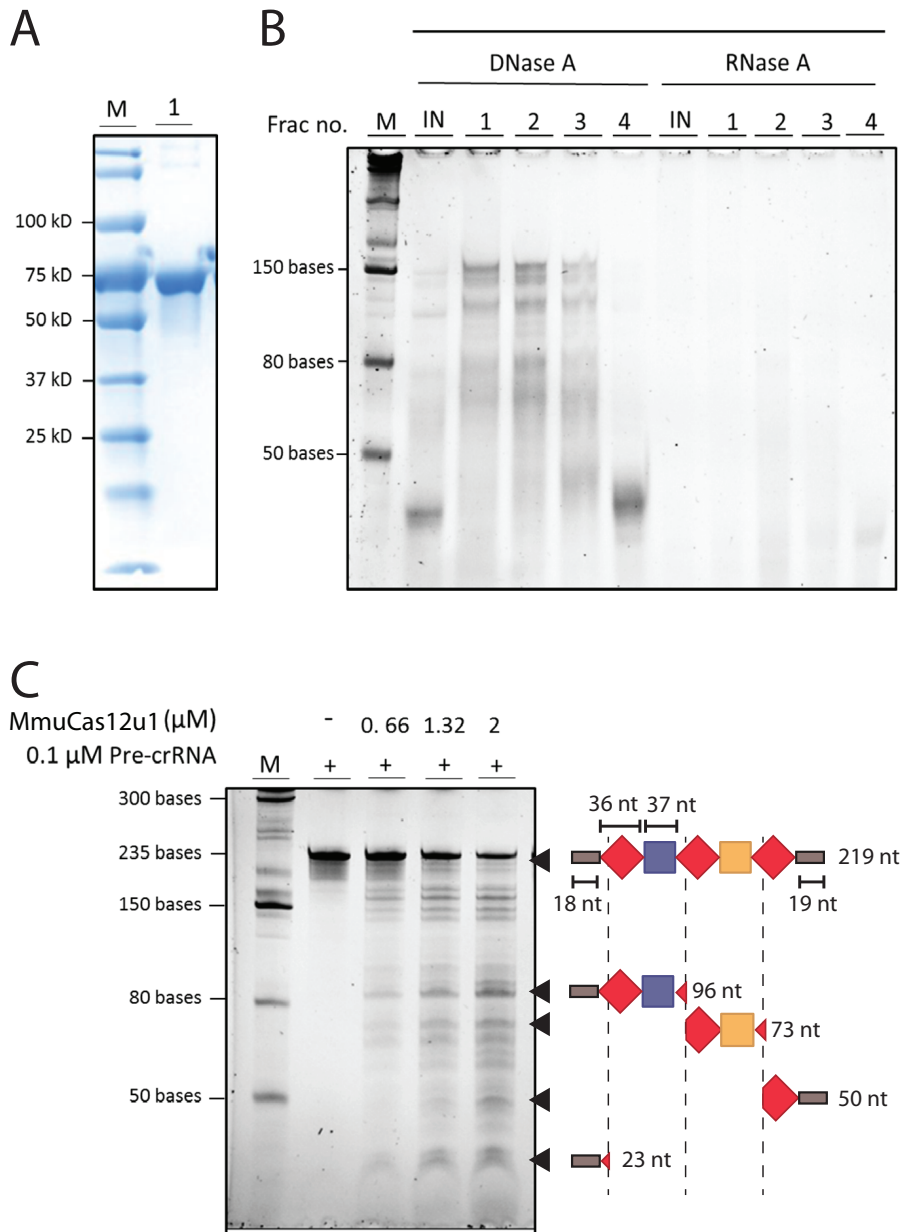 A
M 1
100 kD
75 kD
50 kD
37 kD
25 kD
B
DNase A RNase A
Frac no. M IN 1 2 3 4 IN 1 2 3 4
150 bases
80 bases
50 bases
C
MmuCas12u1 (µM) - 0. 66 1.32 2
0.1 µM Pre-crRNA M + + + +
300 bases
235 bases
150 bases
80 bases
50 bases
36 nt 37 nt
219 nt
18 nt 19 nt
96 nt
73 nt
50 nt
23 nt